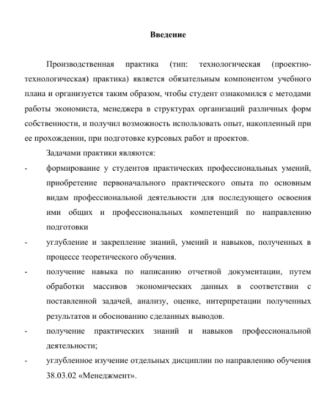 Введение
Производственная практика (тип: технологическая (проектно-
технологическая) практика) является обязательным компонентом учебного
плана и организуется таким образом, чтобы студент ознакомился с методами
работы экономиста, менеджера в структурах организаций различных форм
собственности, и получил возможность использовать опыт, накопленный при
ее прохождении, при подготовке курсовых работ и проектов.
Задачами практики являются:
- формирование у студентов практических профессиональных умений,
приобретение первоначального практического опыта по основным
видам профессиональной деятельности для последующего освоения
ими общих и профессиональных компетенций по направлению
подготовки
- углубление и закрепление знаний, умений и навыков, полученных в
процессе теоретического обучения.
- получение навыка по написанию отчетной документации, путем
обработки массивов экономических данных в соответствии с
поставленной задачей, анализу, оценке, интерпретации полученных
результатов и обоснованию сделанных выводов.
- получение практических знаний и навыков профессиональной
деятельности;
- углубленное изучение отдельных дисциплин по направлению обучения
38.03.02 «Менеджмент».